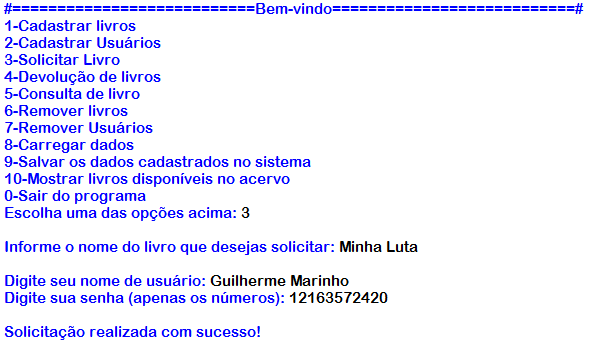 #===========================Bem-vindo===========================#
1-Cadastrar livros
2-Cadastrar Usuários
3-Solicitar Livro
4-Devolução de livros
5-Consulta de livro
6-Remover livros
7-Remover Usuários
8-Carregar dados
9-Salvar os dados cadastrados no sistema
10-Mostrar livros disponíveis no acervo
0-Sair do programa
Escolha uma das opções acima: 3
Informe o nome do livro que desejas solicitar: Minha Luta
Digite seu nome de usuário: Guilherme Marinho
Digite sua senha (apenas os números): 12163572420
Solicitação realizada com sucesso!